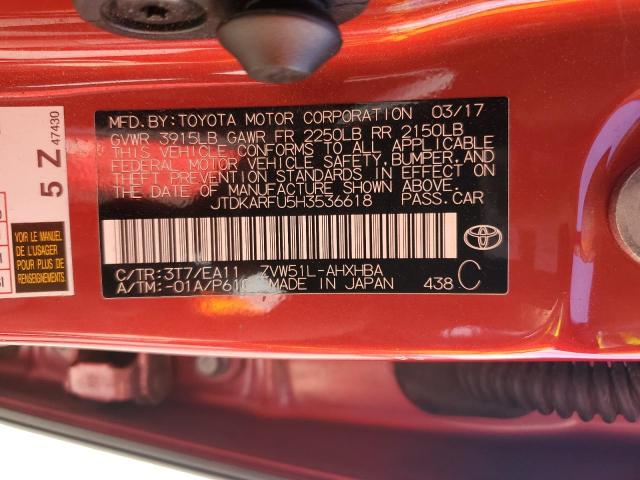 MFD.BY:TOYOTA MOTOR CORPORATION 03/17
GVWR 3915LB GAWR FR 2250LB RR 2150LB
THIS VEHICLE CONFORMS TO ALL APPLICABLE
FEDERAL MOTOR VEHICLE SAFETY, BUMPER, AND
THEFT PREVENTION STANDARDS IN EFFECT ON
THE DATE OF MANUFACTURE SHOWN ABOVE.
JTDKARFU5H3536618 PASS.CAR
C/TR:3T7/EA11 ZVW51L-AHXHBA
A/TM:-01A/P610 MADE IN JAPAN 438 C
5 Z 47430
VOIR LE MANUEL
DE L'USAGER
POUR PLUS DE
RENSEIGNEMENTS